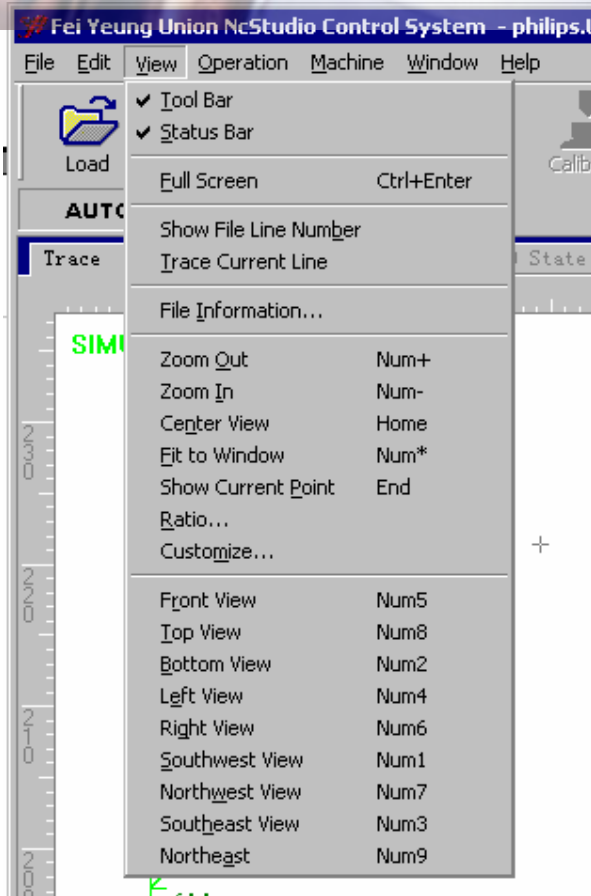 Fei Yeung Union NcStudio Control System - philips.
File Edit View Operation Machine Window Help
Tool Bar
Status Bar
Load
Full Screen Ctrl+Enter
Show File Line Number
Trace Current Line
Trace State
File Information...
Zoom Out Num+
Zoom In Num-
Center View Home
Fit to Window Num*
Show Current Point End
Ratio...
Customize...
Front View Num5
Top View Num8
Bottom View Num2
Left View Num4
Right View Num6
Southwest View Num1
Northwest View Num7
Southeast View Num3
Northeast Num9
230
220
210